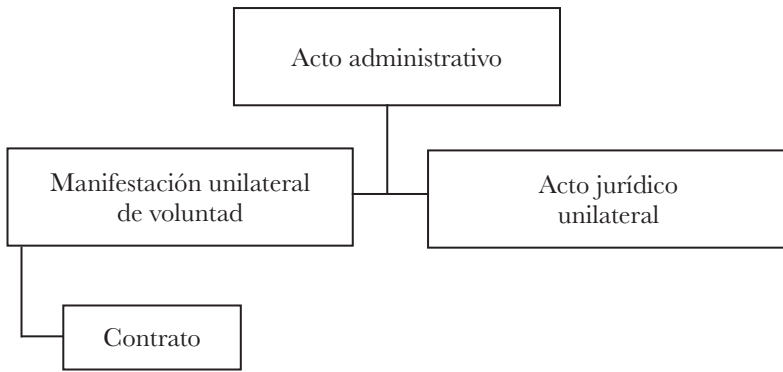 Acto administrativo
Manifestación unilateral
de voluntad
Acto jurídico
unilateral
Contrato